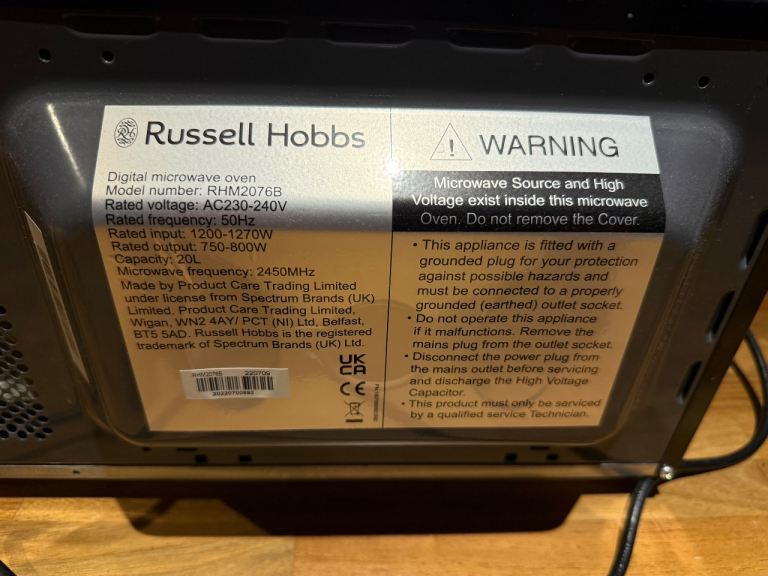 Russell Hobbs
Digital microwave oven
Model number: RHM2076B
Rated voltage: AC230-240V
Rated frequency: 50Hz
Rated input: 1200-1270W
Rated output: 750-800W
Capacity: 20L
Microwave frequency: 2450MHz
Made by Product Care Trading Limited
under license from Spectrum Brands (UK)
Limited. Product Care Trading Limited,
Wigan, WN2 4AY/ PCT (NI) Ltd, Belfast,
BT5 5AD. Russell Hobbs is the registered
trademark of Spectrum Brands (UK) Ltd.
UK
CA
CE
RHM2076B 220709
WARNING
Microwave Source and High
Voltage exist inside this microwave
Oven. Do not remove the Cover.
• This appliance is fitted with a
grounded plug for your protection
against possible hazards and
must be connected to a properly
grounded (earthed) outlet socket.
• Do not operate this appliance
if it malfunctions. Remove the
mains plug from the outlet socket.
• Disconnect the power plug from
the mains outlet before servicing
and discharge the High Voltage
Capacitor.
• This product must only be serviced
by a qualified service Technician.